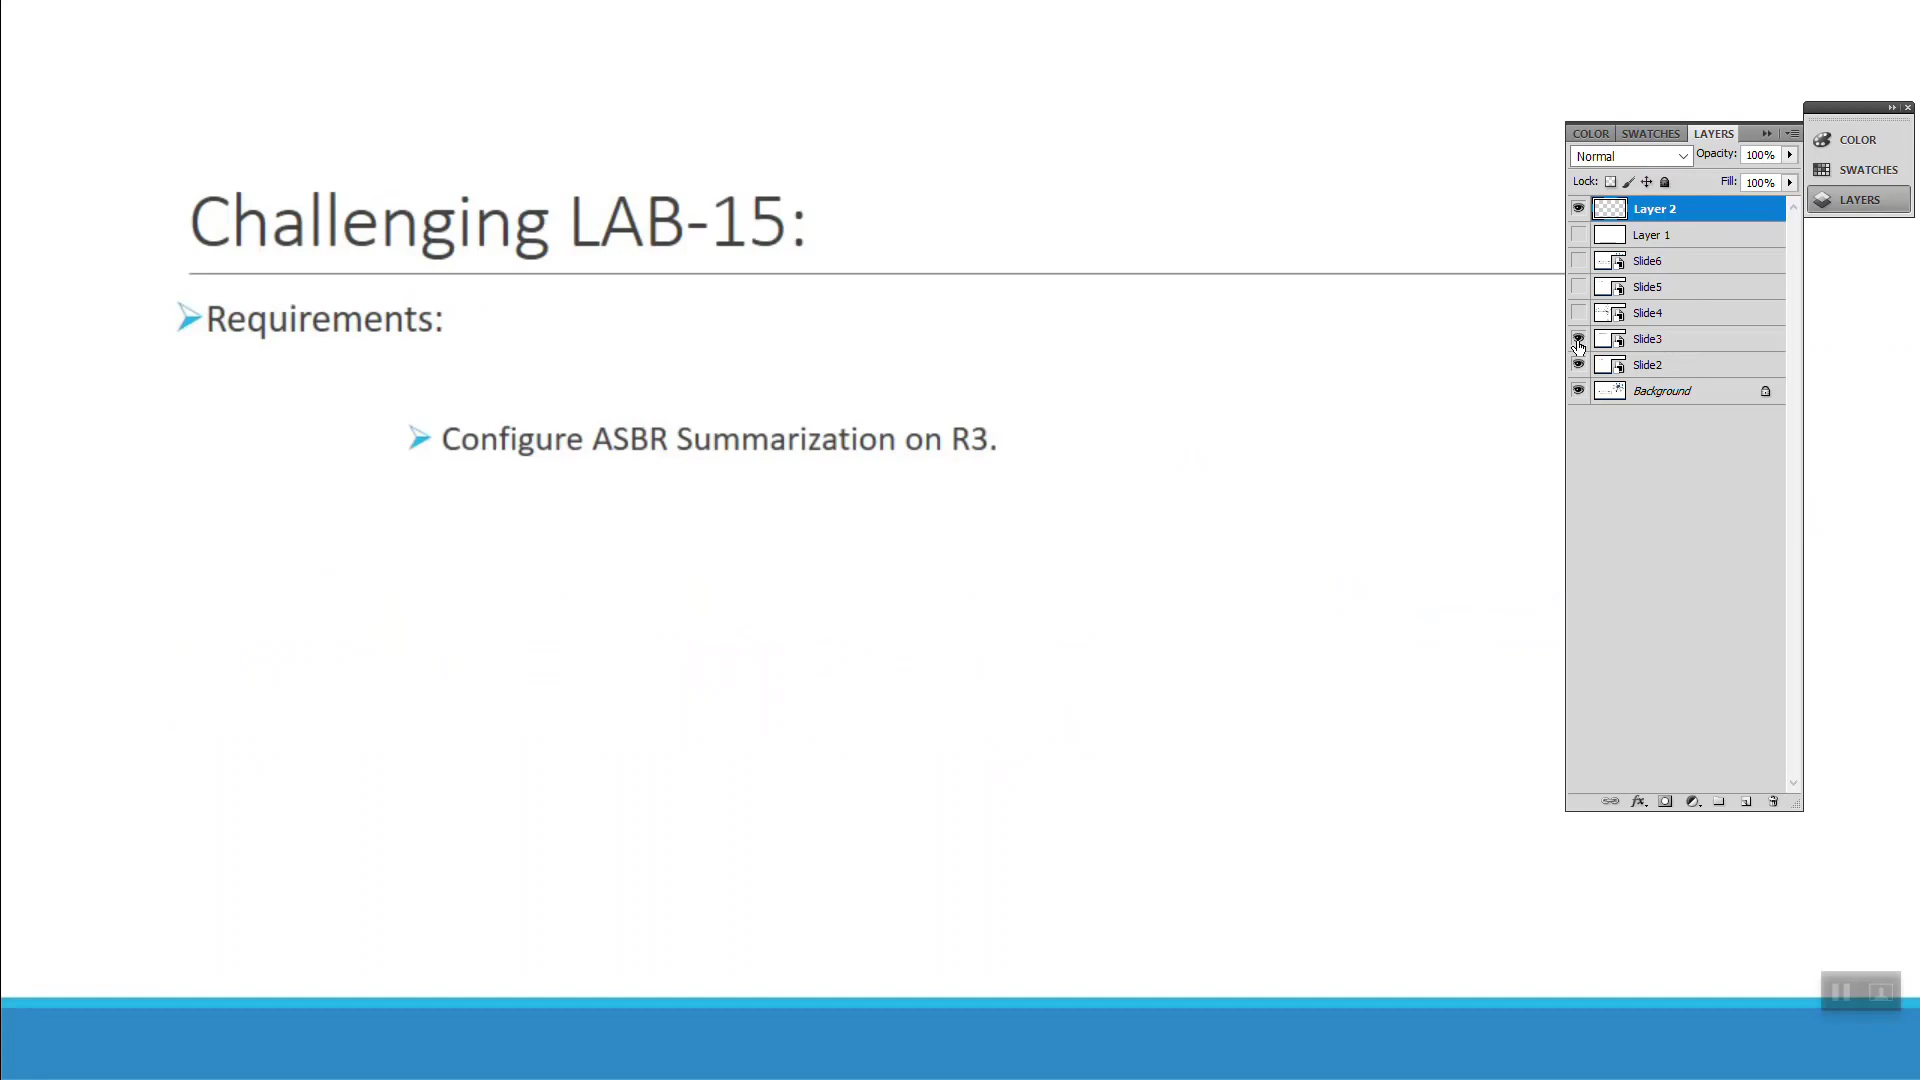 Challenging LAB-15:
Requirements:
Configure ASBR Summarization on R3.
COLOR SWATCHES LAYERS
Normal Opacity: 100%
Lock: Fill: 100%
Layer 2
Layer 1
Slide6
Slide5
Slide4
Slide3
Slide2
Background
fx
COLOR
SWATCHES
LAYERS